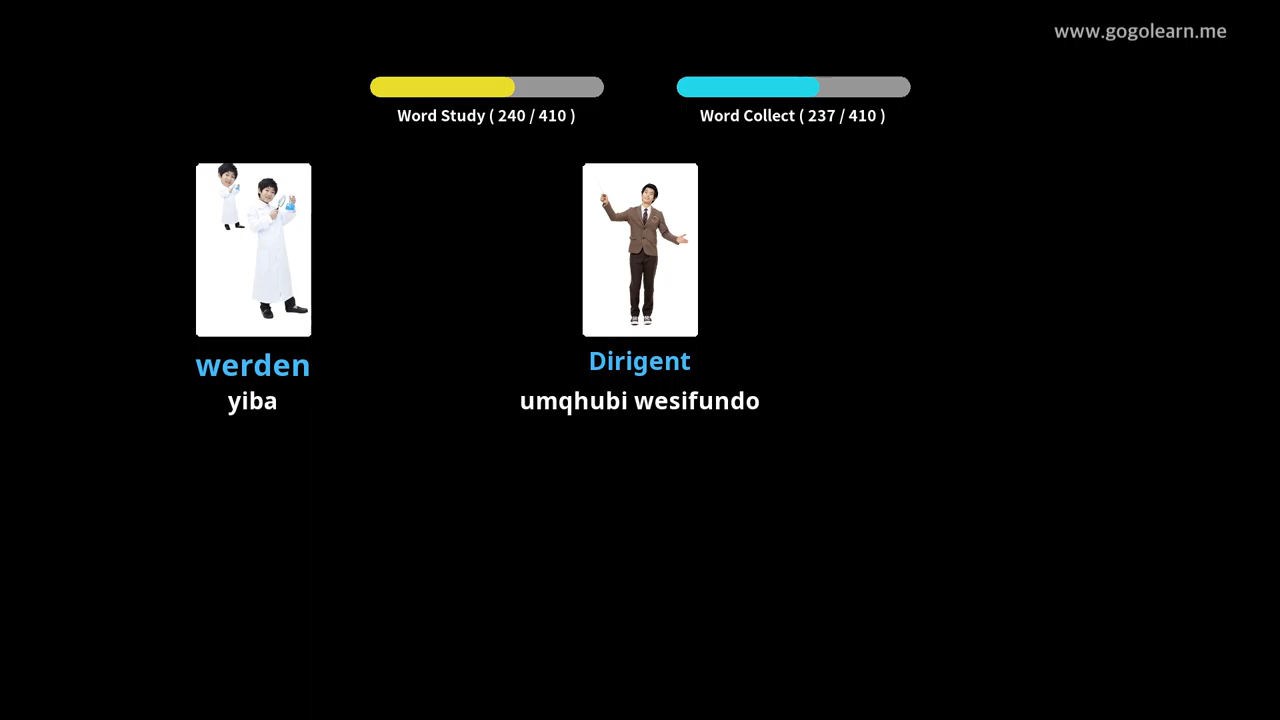 www.gogolearn.me
Word Study ( 240 / 410 )
Word Collect ( 237 / 410 )
werden
yiba
Dirigent
umqhubi wesifundo